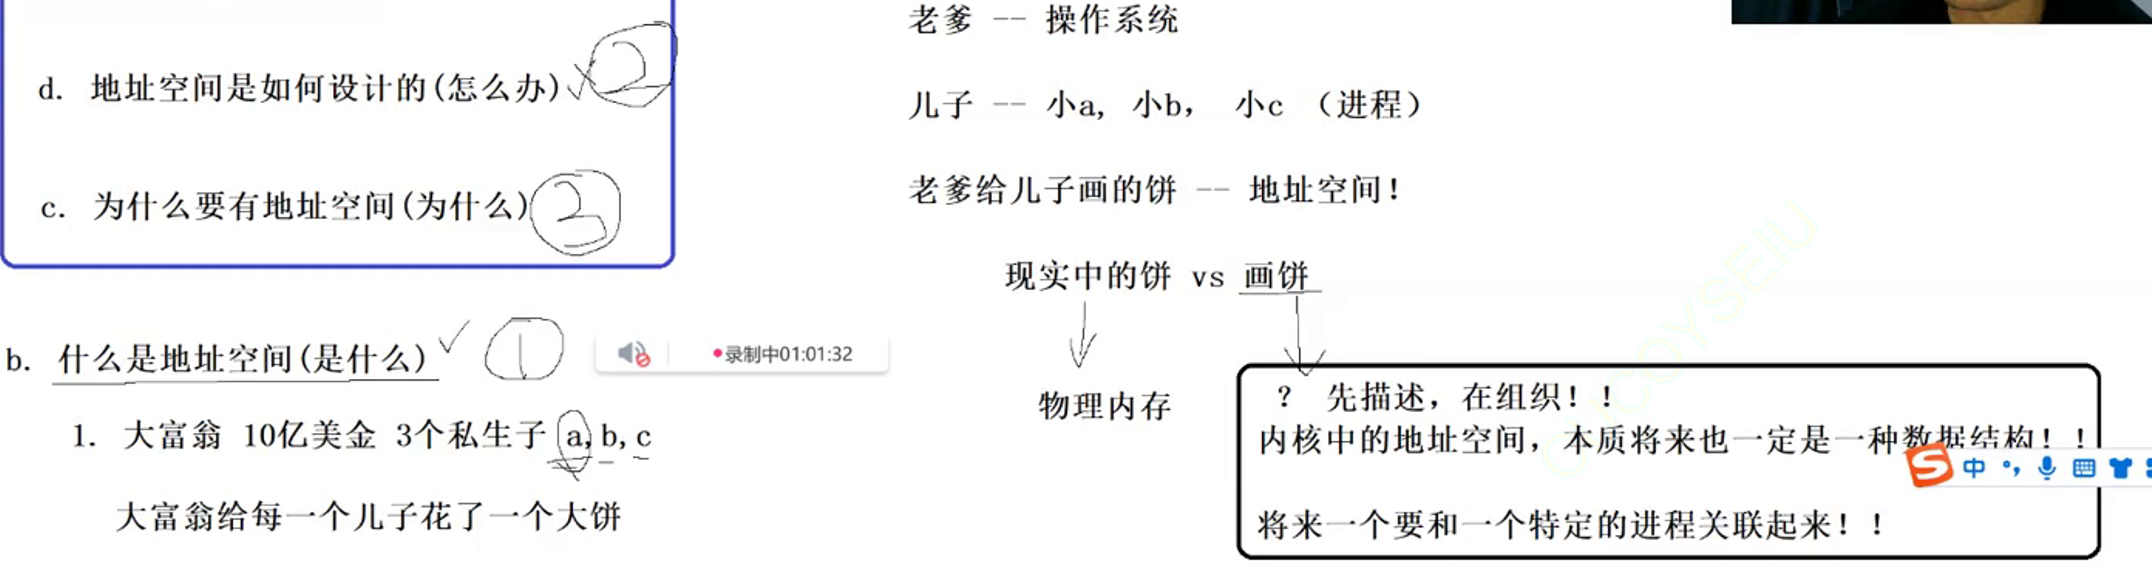 d. 地址空间是如何设计的(怎么办) 2
c. 为什么要有地址空间(为什么) 3
b. 什么是地址空间(是什么) 1
录制中01:01:32
1. 大富翁 10亿美金 3个私生子 a, b, c
大富翁给每一个儿子花了一个大饼
老爹 -- 操作系统
儿子 -- 小a, 小b, 小c (进程)
老爹给儿子画的饼 -- 地址空间!
现实中的饼 vs 画饼
物理内存
? 先描述,在组织!!
内核中的地址空间,本质将来也一定是一种数据结构!!
中
将来一个要和一个特定的进程关联起来!!